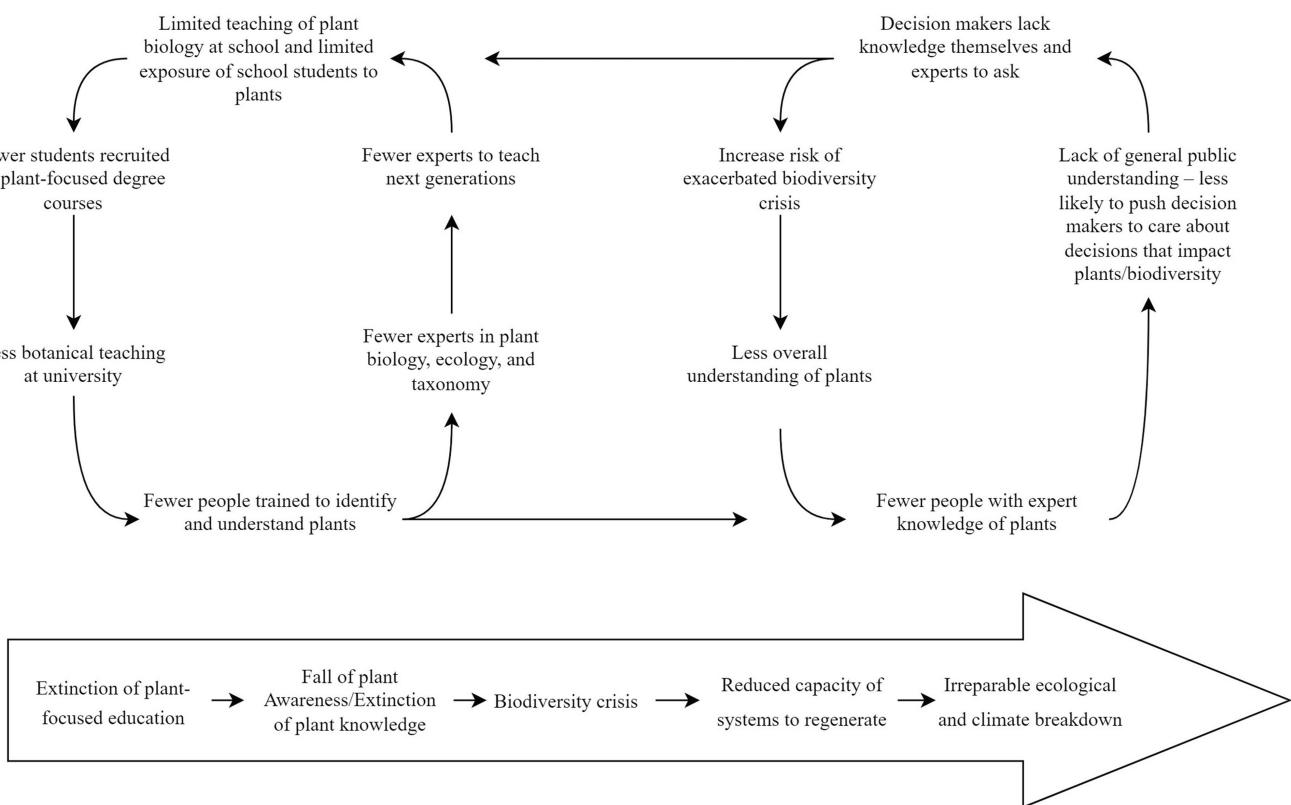 Limited teaching of plant
biology at school and limited
exposure of school students to
plants
Decision makers lack
knowledge themselves and
experts to ask
students recruited
plant-focused degree
courses
Fewer experts to teach
next generations
Increase risk of
exacerbated biodiversity
crisis
Lack of general public
understanding – less
likely to push decision
makers to care about
decisions that impact
plants/biodiversity
botanical teaching
at university
Fewer experts in plant
biology, ecology, and
taxonomy
Less overall
understanding of plants
Fewer people trained to identify
and understand plants
Fewer people with expert
knowledge of plants
Extinction of plant-
focused education
Fall of plant
Awareness/Extinction
of plant knowledge
Biodiversity crisis
Reduced capacity of
systems to regenerate
Irreparable ecological
and climate breakdown